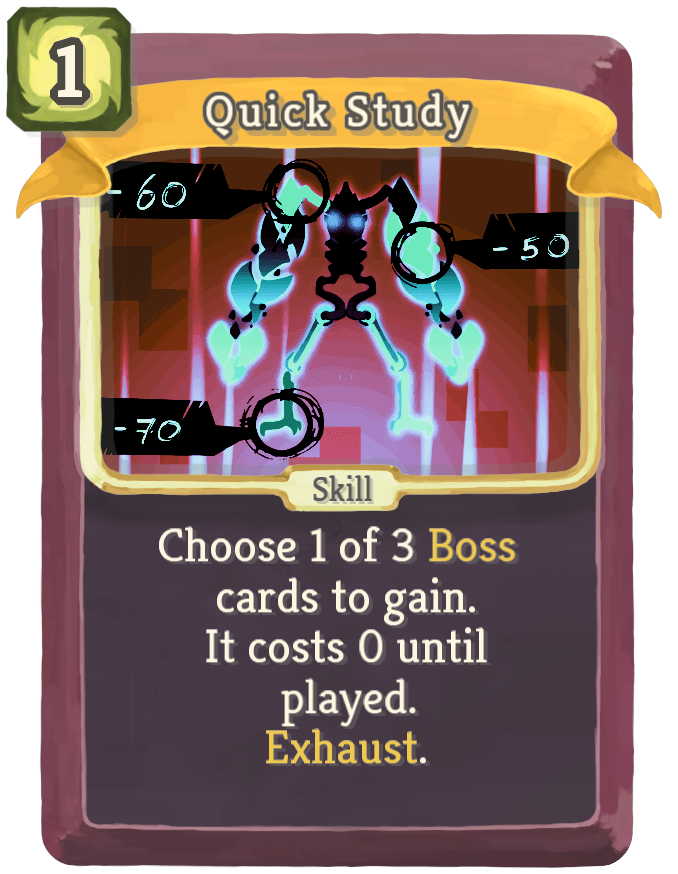 1
Quick Study
- 60
- 50
-70
Skill
Choose 1 of 3 Boss
cards to gain.
It costs 0 until
played.
Exhaust.